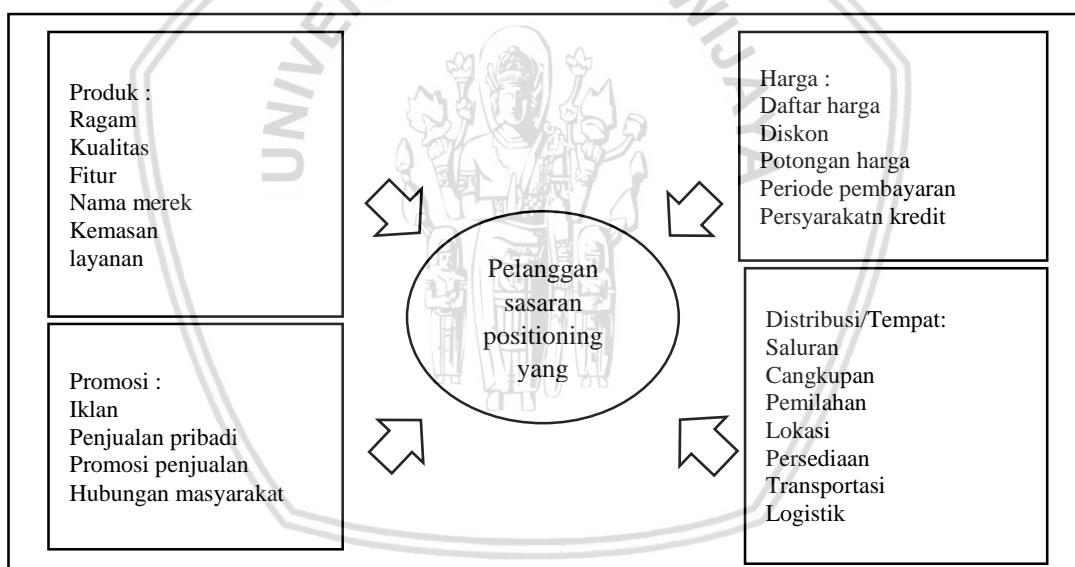 Produk :
Ragam
Kualitas
Fitur
Nama merek
Kemasan
layanan
Harga :
Daftar harga
Diskon
Potongan harga
Periode pembayaran
Persyarakatn kredit
Pelanggan
sasaran
positioning
yang
Promosi :
Iklan
Penjualan pribadi
Promosi penjualan
Hubungan masyarakat
Distribusi/Tempat:
Saluran
Cangkupan
Pemilahan
Lokasi
Persediaan
Transportasi
Logistik